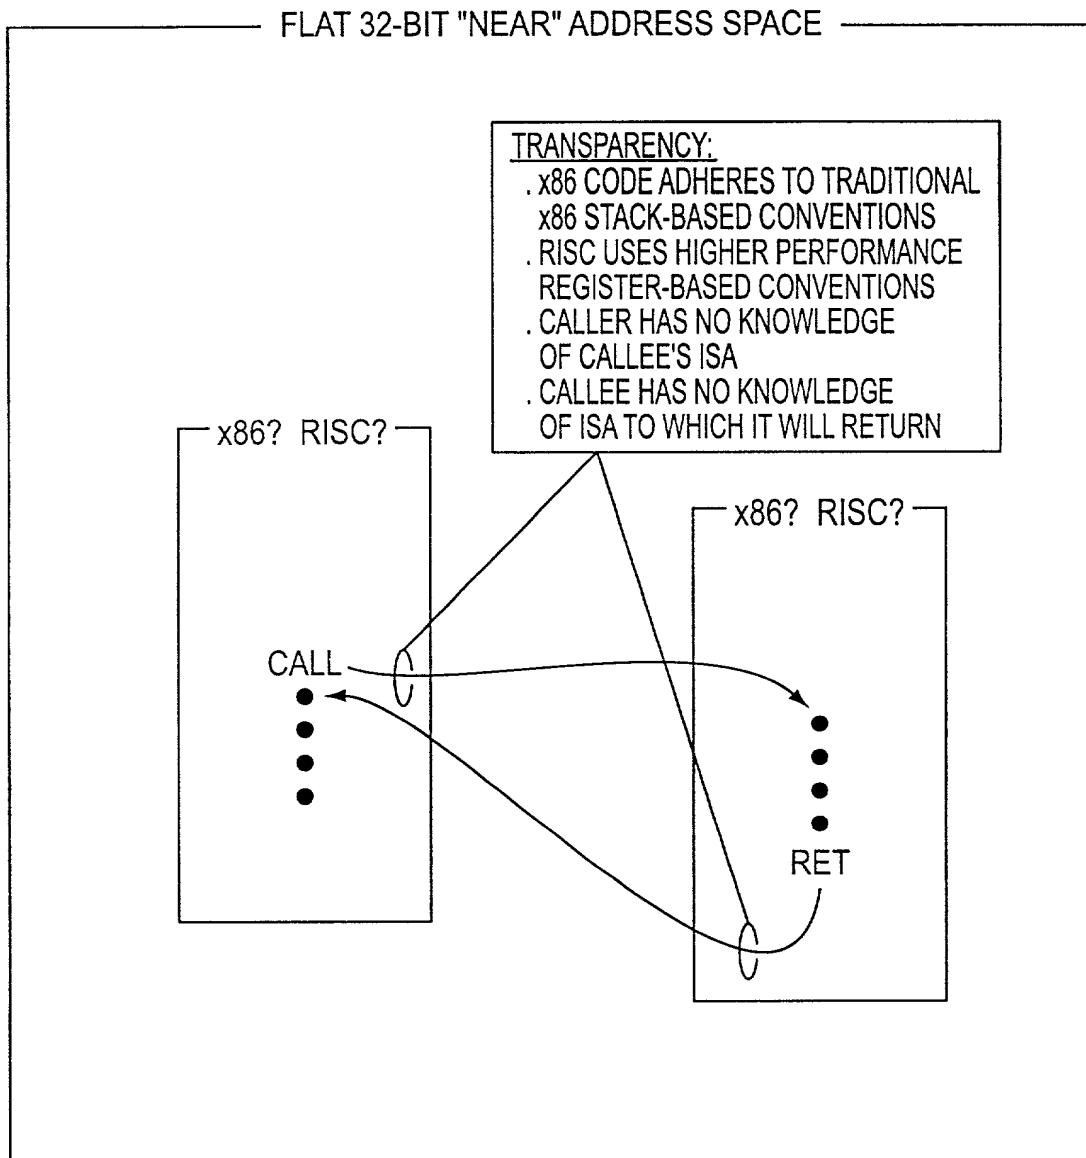 FLAT 32-BIT "NEAR" ADDRESS SPACE
TRANSPARENCY:
. x86 CODE ADHERES TO TRADITIONAL
x86 STACK-BASED CONVENTIONS
. RISC USES HIGHER PERFORMANCE
REGISTER-BASED CONVENTIONS
. CALLER HAS NO KNOWLEDGE
OF CALLEE'S ISA
. CALLEE HAS NO KNOWLEDGE
OF ISA TO WHICH IT WILL RETURN
x86? RISC?
x86? RISC?
CALL
RET